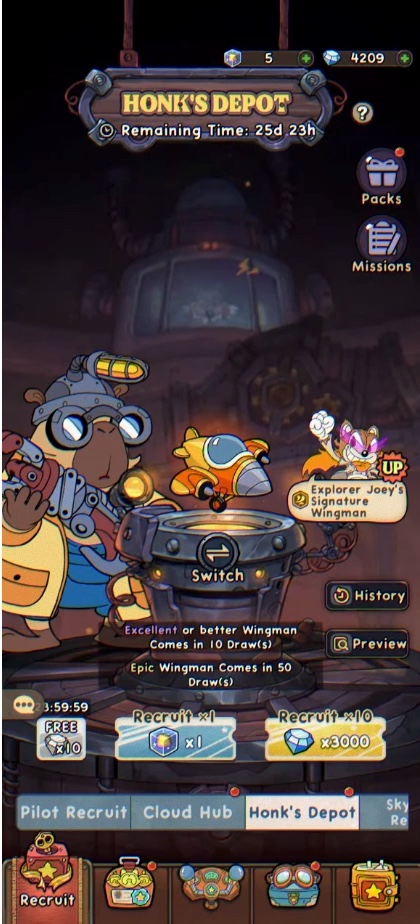 5
4209
HONK'S DEPOT
Remaining Time: 25d 23h
?
Packs
Missions
UP
Explorer Joey's
Signature
Wingman
Switch
History
Excellent or better Wingman
Comes in 10 Draw(s)
Preview
Epic Wingman Comes in 50
Draw(s)
3:59:59
FREE
x10
Recruit x1
x1
Recruit x10
x3000
Pilot Recruit
Cloud Hub
Honk's Depot
Sky
Re
Recruit